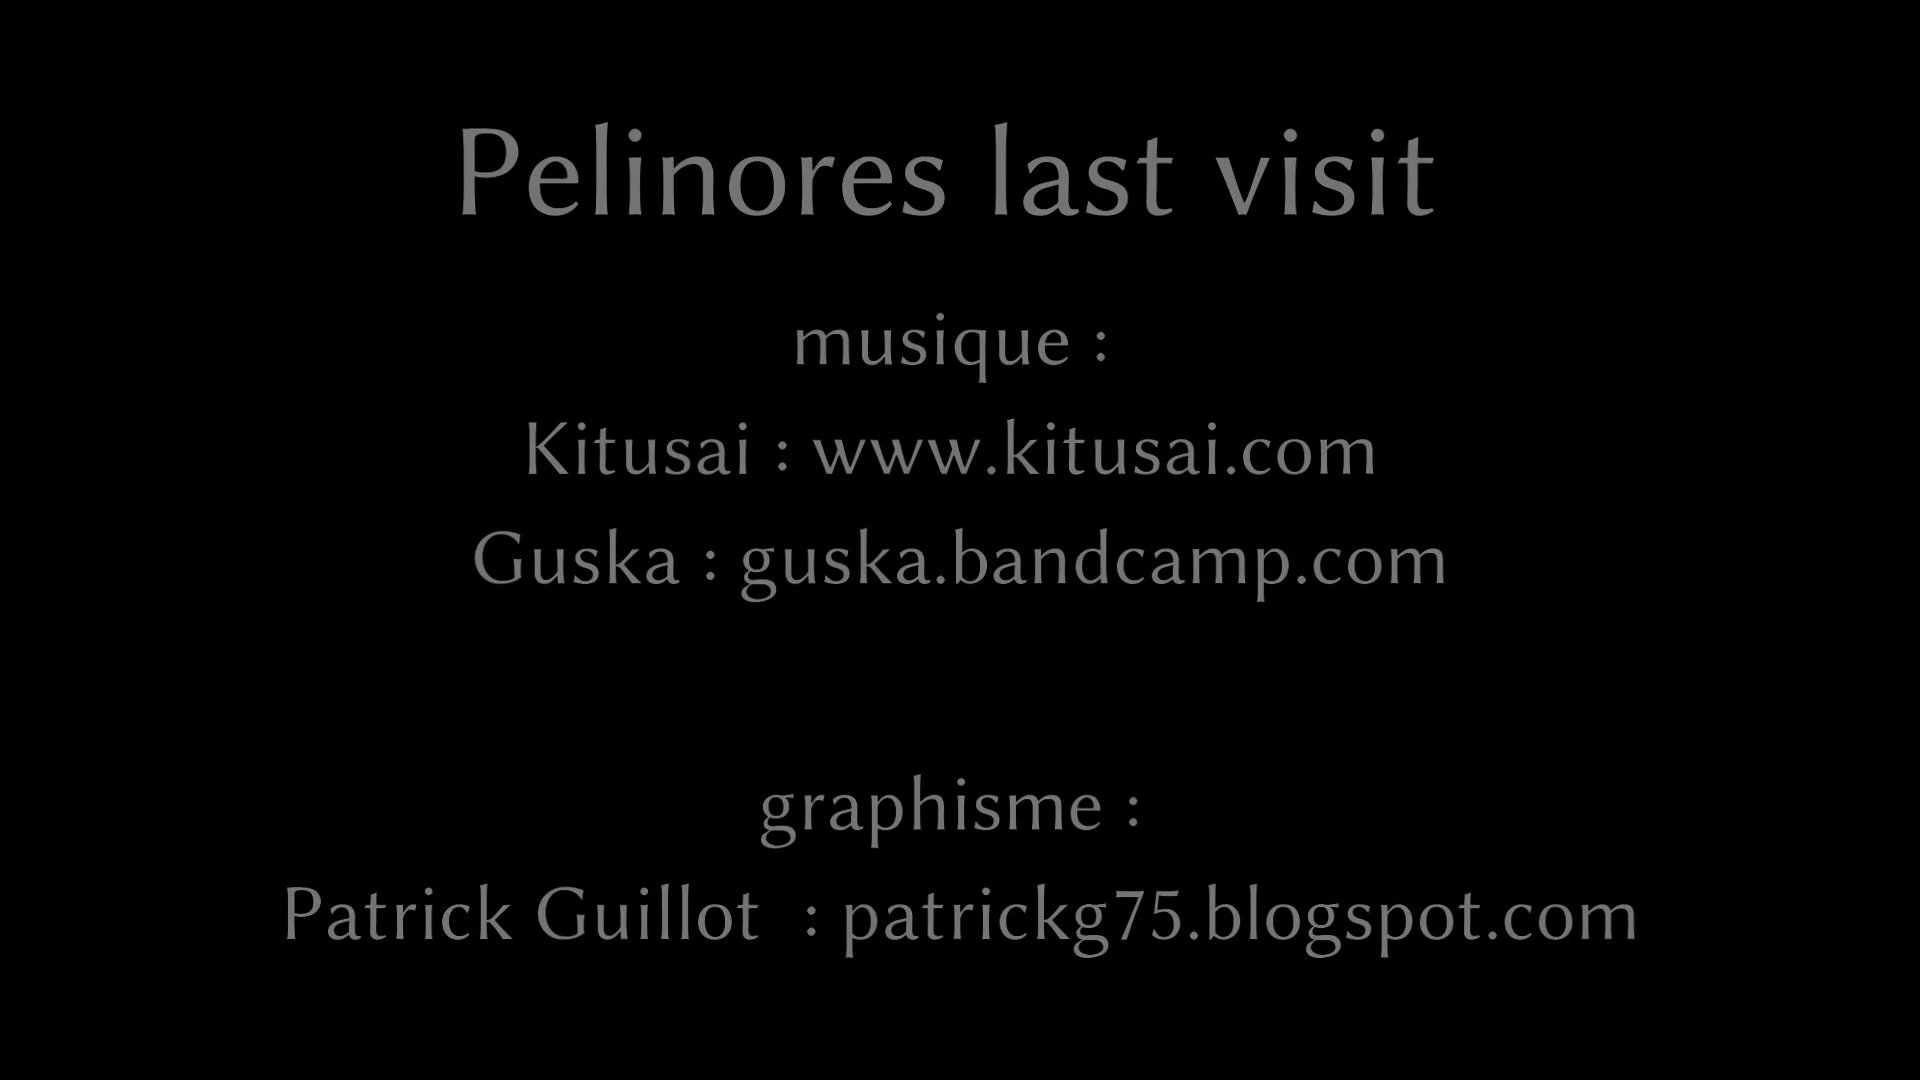 Pelinores last visit
musique :
Kitusai : www.kitusai.com
Guska : guska.bandcamp.com
graphisme :
Patrick Guillot  : patrickg75.blogspot.com